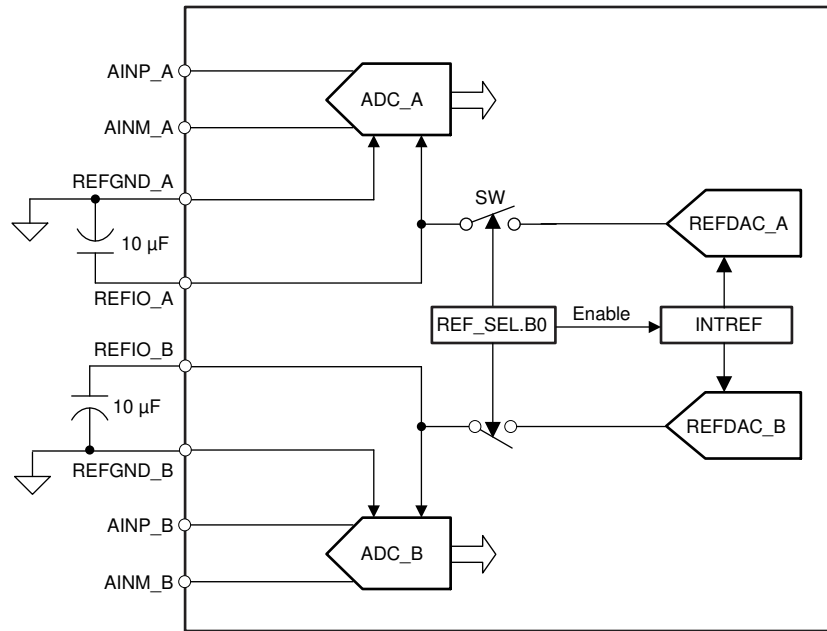 AINP_A
ADC_A
AINM_A
REFGND_A
SW
REFDAC_A
10 µF
REFIO_A
REF_SEL.B0
Enable
INTREF
REFIO_B
10 µF
REFDAC_B
REFGND_B
AINP_B
ADC_B
AINM_B